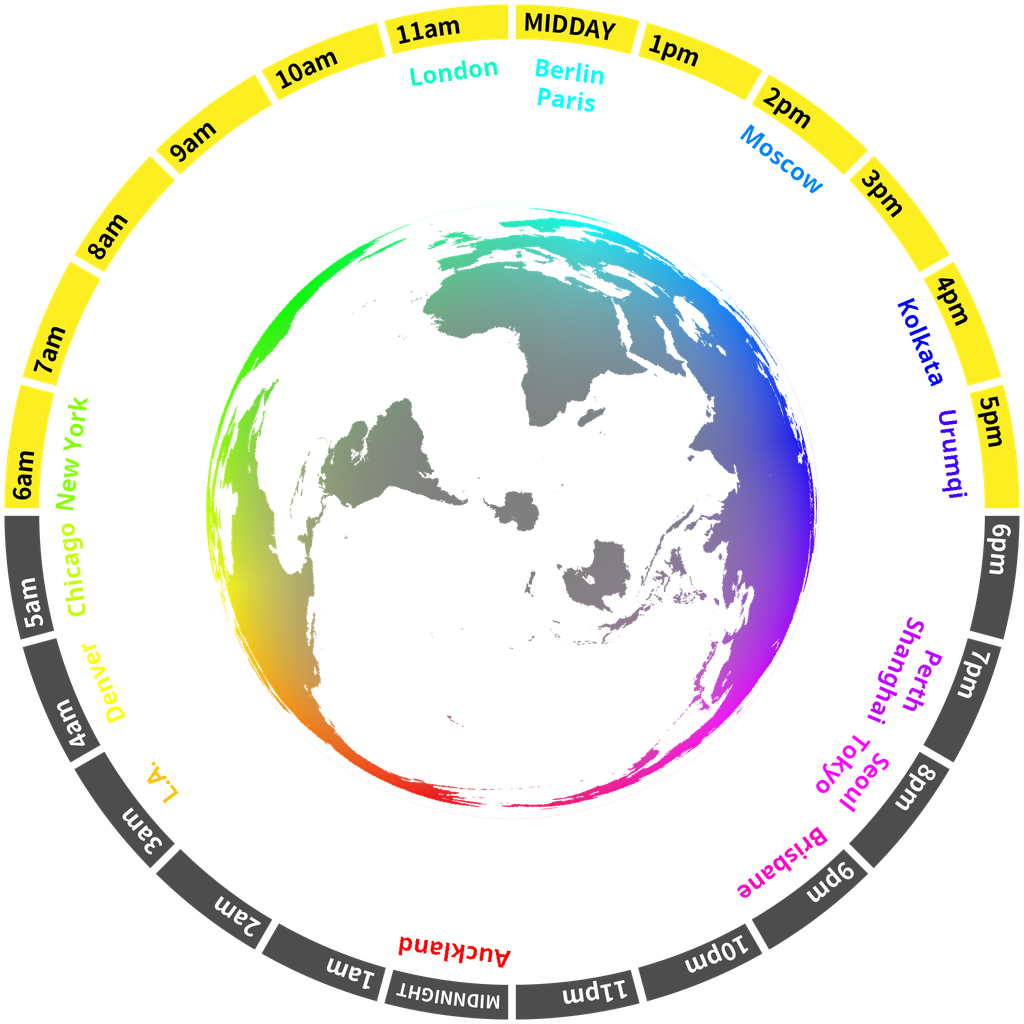 MIDDAY
1pm
2pm
3pm
4pm
5pm
6pm
7pm
8pm
9pm
10pm
11pm
MIDNNIGHT
1am
2am
3am
4am
5am
6am
7am
8am
9am
10am
11am
London
Berlin
Paris
Moscow
Kolkata
Urumqi
Perth
Shanghai
Seoul
Tokyo
Brisbane
Auckland
L.A.
Denver
Chicago
New York